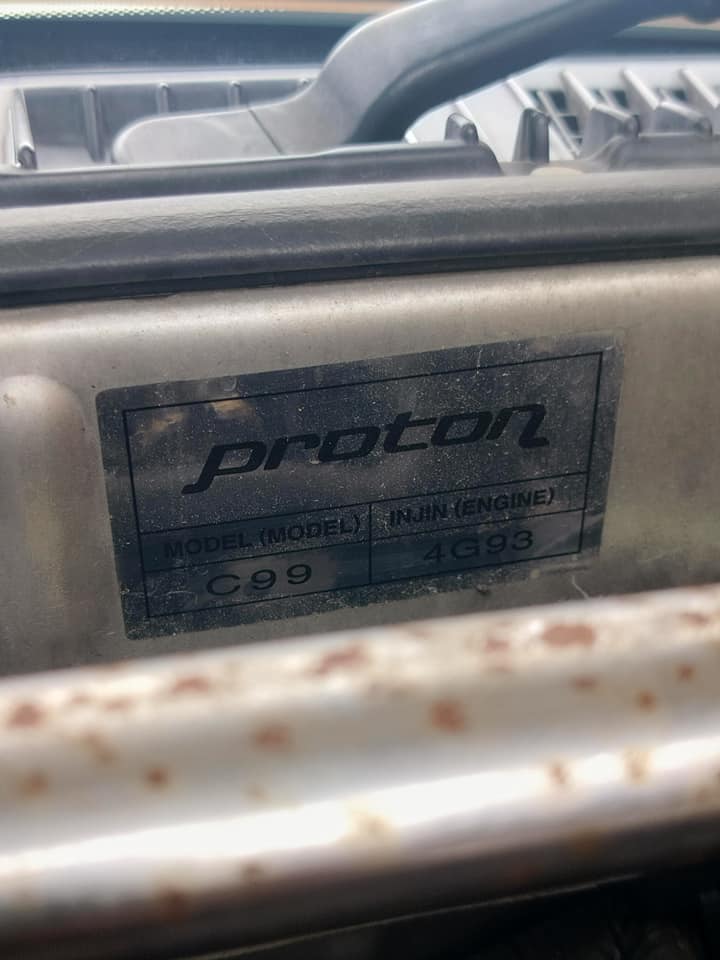 proton
MODEL (MODEL) INJIN (ENGINE)
C99 4G93